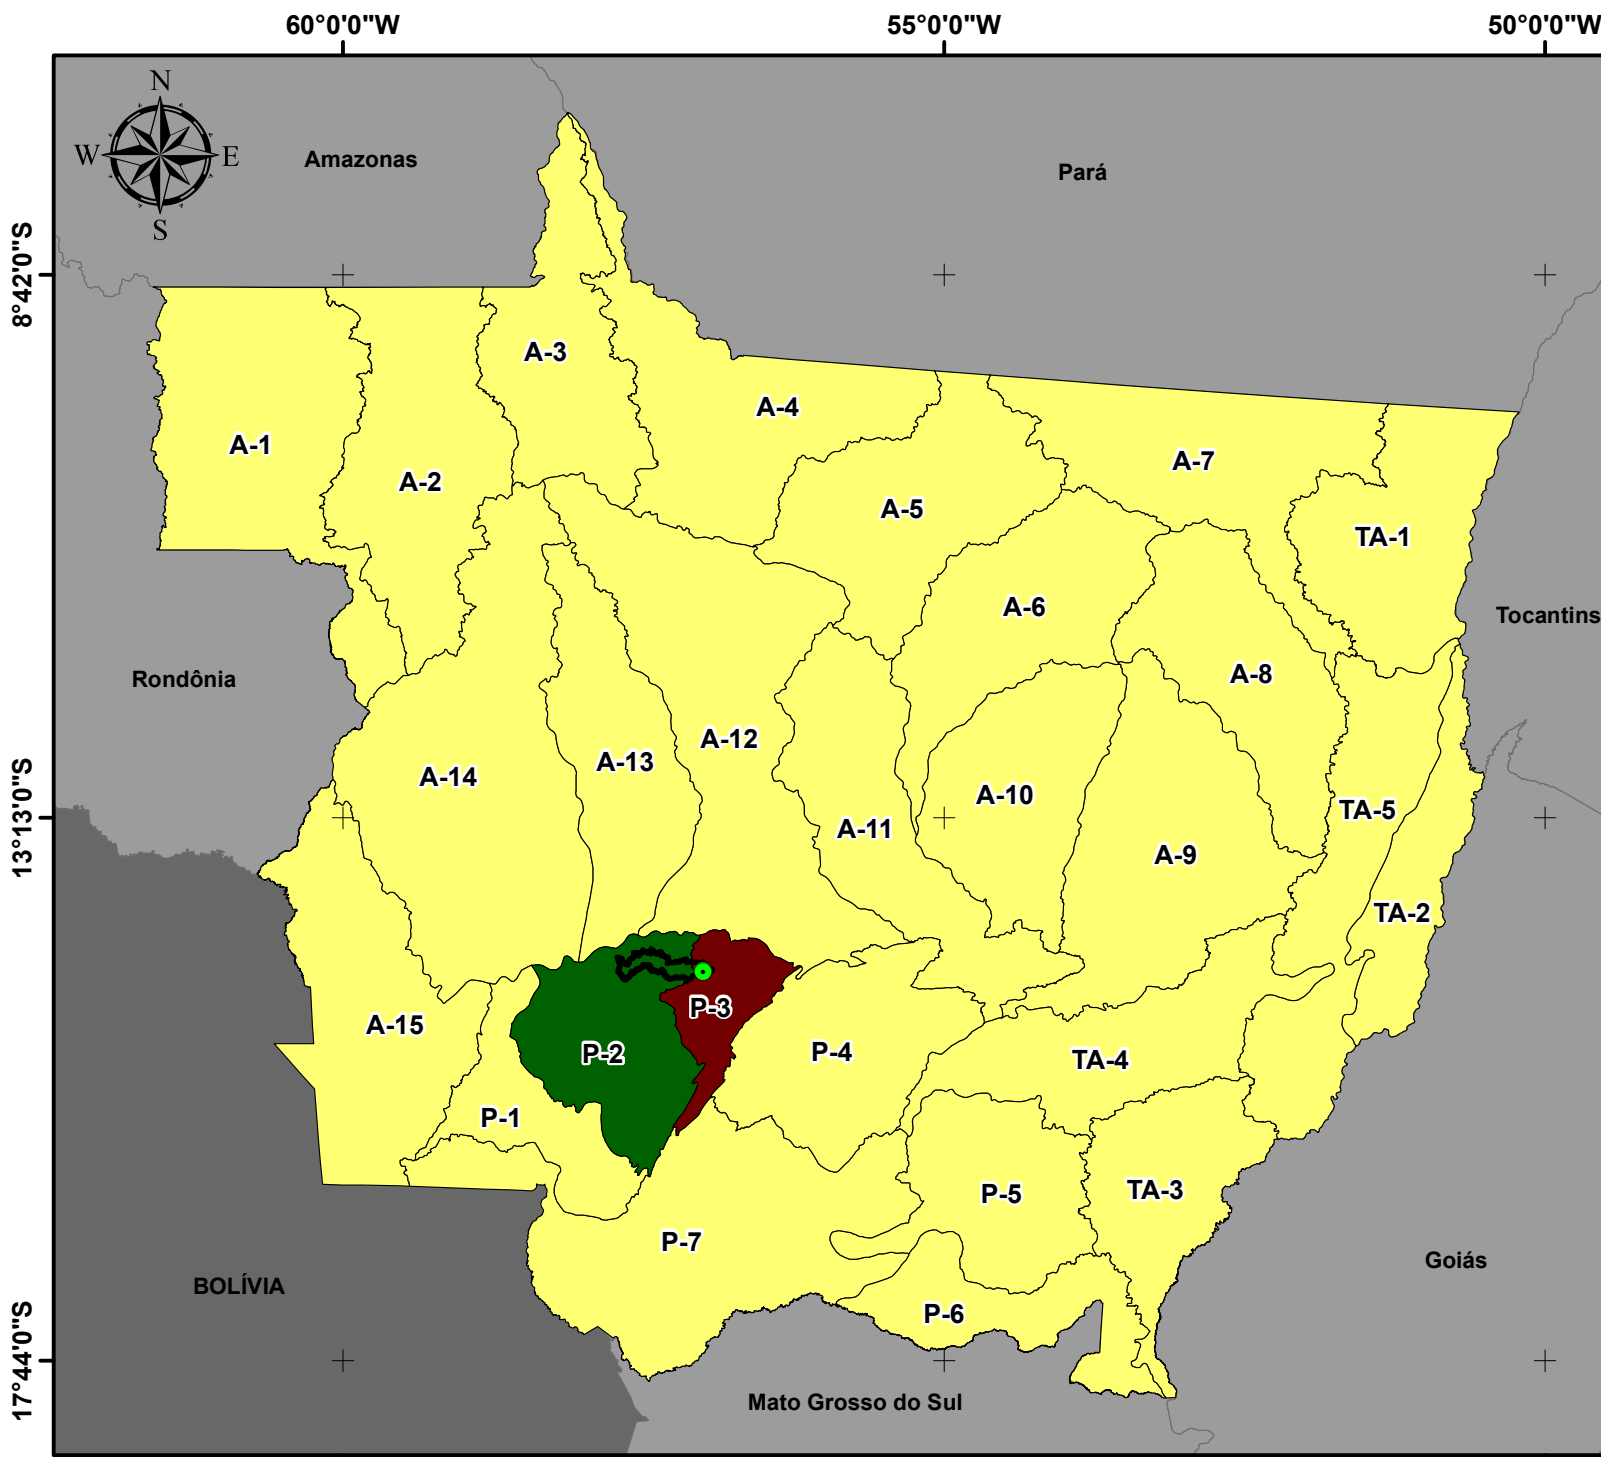 60°0'0"W
55°0'0"W
50°0'0"W
N
W
E
S
Amazonas
Pará
8°42'0"S
A-3
A-4
A-1
A-7
A-2
A-5
TA-1
A-6
Tocantins
Rondônia
A-8
A-12
A-13
A-14
A-10
TA-5
13°13'0"S
A-11
A-9
TA-2
P-3
A-15
P-2
P-4
TA-4
P-1
P-5
TA-3
P-7
Goiás
BOLÍVIA
P-6
17°44'0"S
Mato Grosso do Sul